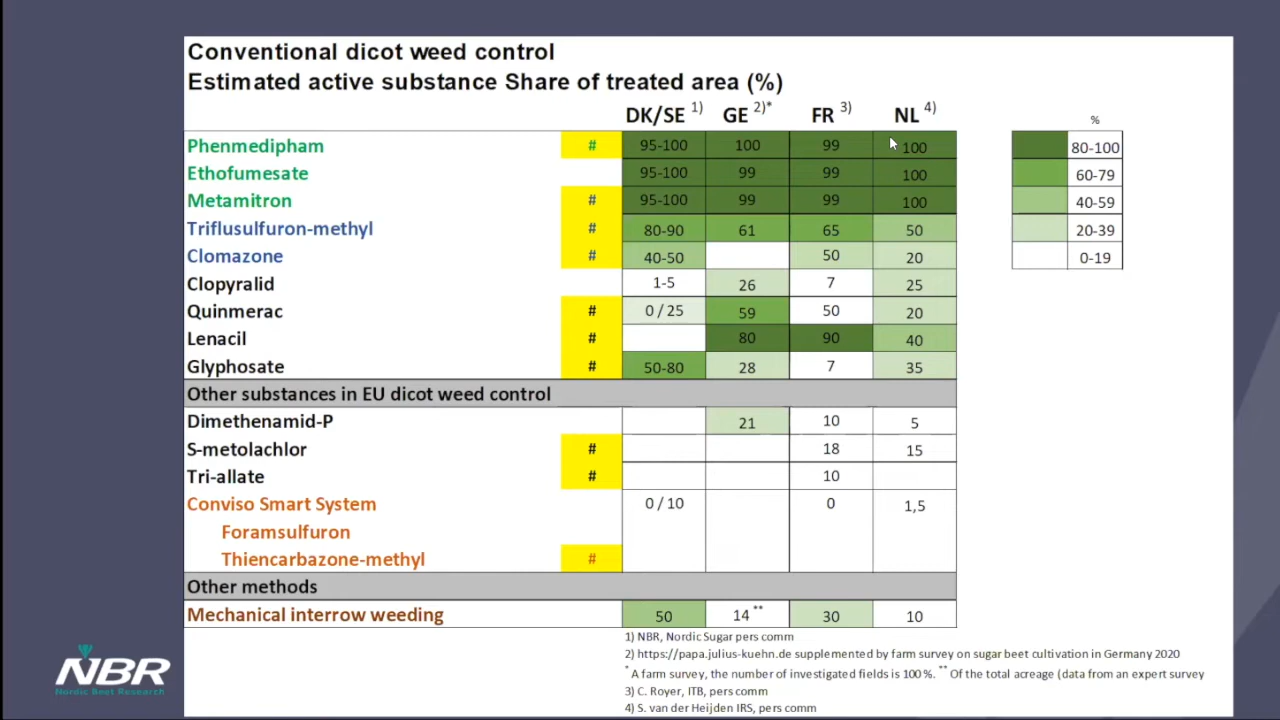 Conventional dicot weed control
Estimated active substance Share of treated area (%)
DK/SE 1) GE 2)* FR 3) NL 4)
%
Phenmedipham # 95-100 100 99 100 80-100
Ethofumesate 95-100 99 99 100 60-79
Metamitron # 95-100 99 99 100 40-59
Triflusulfuron-methyl # 80-90 61 65 50 20-39
Clomazone # 40-50 50 20 0-19
Clopyralid 1-5 26 7 25
Quinmerac # 0 / 25 59 50 20
Lenacil # 80 90 40
Glyphosate # 50-80 28 7 35
Other substances in EU dicot weed control
Dimethenamid-P 21 10 5
S-metolachlor # 18 15
Tri-allate # 10
Conviso Smart System 0 / 10 0 1,5
Foramsulfuron
Thiencarbazone-methyl #
Other methods
Mechanical interrow weeding 50 14 ** 30 10
1) NBR, Nordic Sugar pers comm
2) https://papa.julius-kuehn.de supplemented by farm survey on sugar beet cultivation in Germany 2020
* A farm survey, the number of investigated fields is 100 %. ** Of the total acreage (data from an expert survey
3) C. Royer, ITB, pers comm
4) S. van der Heijden IRS, pers comm
NBR
Nordic Beet Research